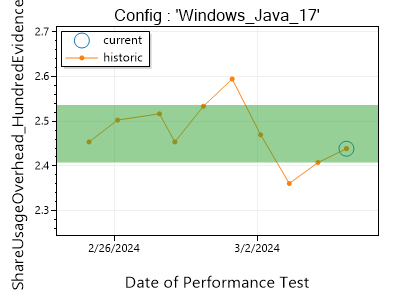 Config : 'Windows_Java_17'
current
historic
ShareUsageOverhead_HundredEvidence
2.7
2.6
2.5
2.4
2.3
2/26/2024
3/2/2024
Date of Performance Test